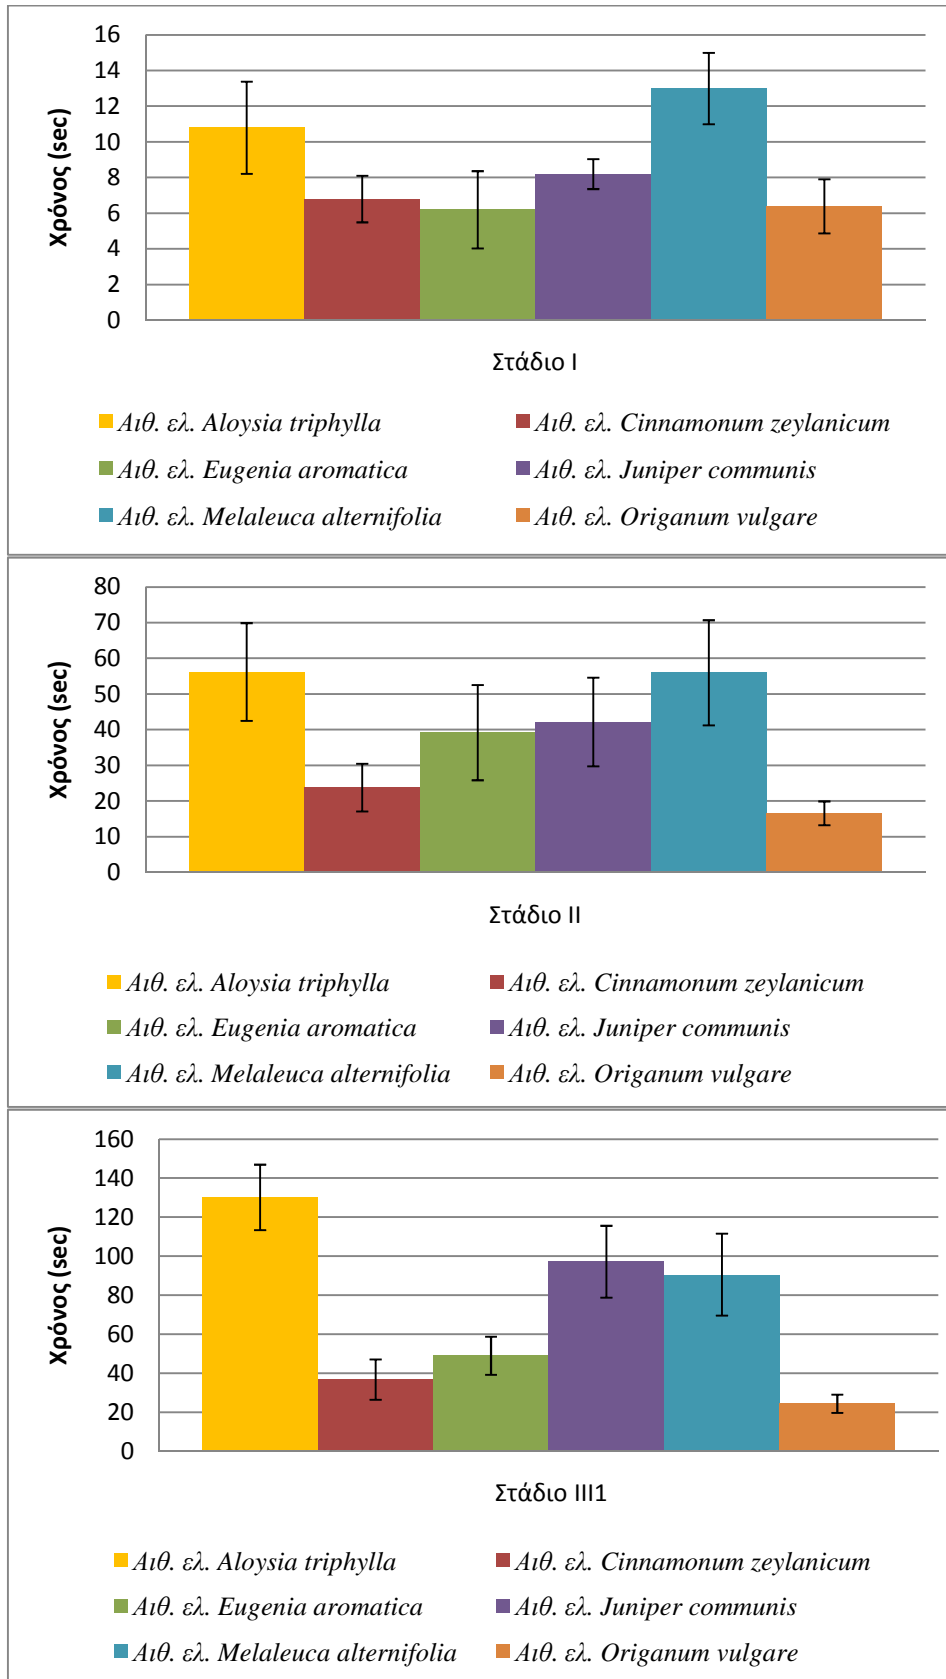 16
14
12
10
8
6
4
2
0
Χρόνος (sec)
Στάδιο I
Αιθ. ελ. Aloysia triphylla
Αιθ. ελ. Cinnamonum zeylanicum
Αιθ. ελ. Eugenia aromatica
Αιθ. ελ. Juniper communis
Αιθ. ελ. Melaleuca alternifolia
Αιθ. ελ. Origanum vulgare
80
70
60
50
40
30
20
10
0
Χρόνος (sec)
Στάδιο II
Αιθ. ελ. Aloysia triphylla
Αιθ. ελ. Cinnamonum zeylanicum
Αιθ. ελ. Eugenia aromatica
Αιθ. ελ. Juniper communis
Αιθ. ελ. Melaleuca alternifolia
Αιθ. ελ. Origanum vulgare
160
140
120
100
80
60
40
20
0
Χρόνος (sec)
Στάδιο III1
Αιθ. ελ. Aloysia triphylla
Αιθ. ελ. Cinnamonum zeylanicum
Αιθ. ελ. Eugenia aromatica
Αιθ. ελ. Juniper communis
Αιθ. ελ. Melaleuca alternifolia
Αιθ. ελ. Origanum vulgare